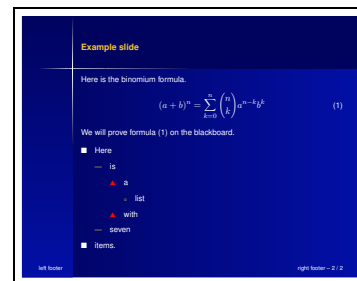 Example slide
Here is the binomium formula.
(a + b)^n = \sum_{k=0}^{n} \binom{n}{k} a^{n-k} b^k (1)
We will prove formula (1) on the blackboard.
■ Here
— is
▲ a
◦ list
▲ with
— seven
■ items.
left footer right footer – 2 / 2